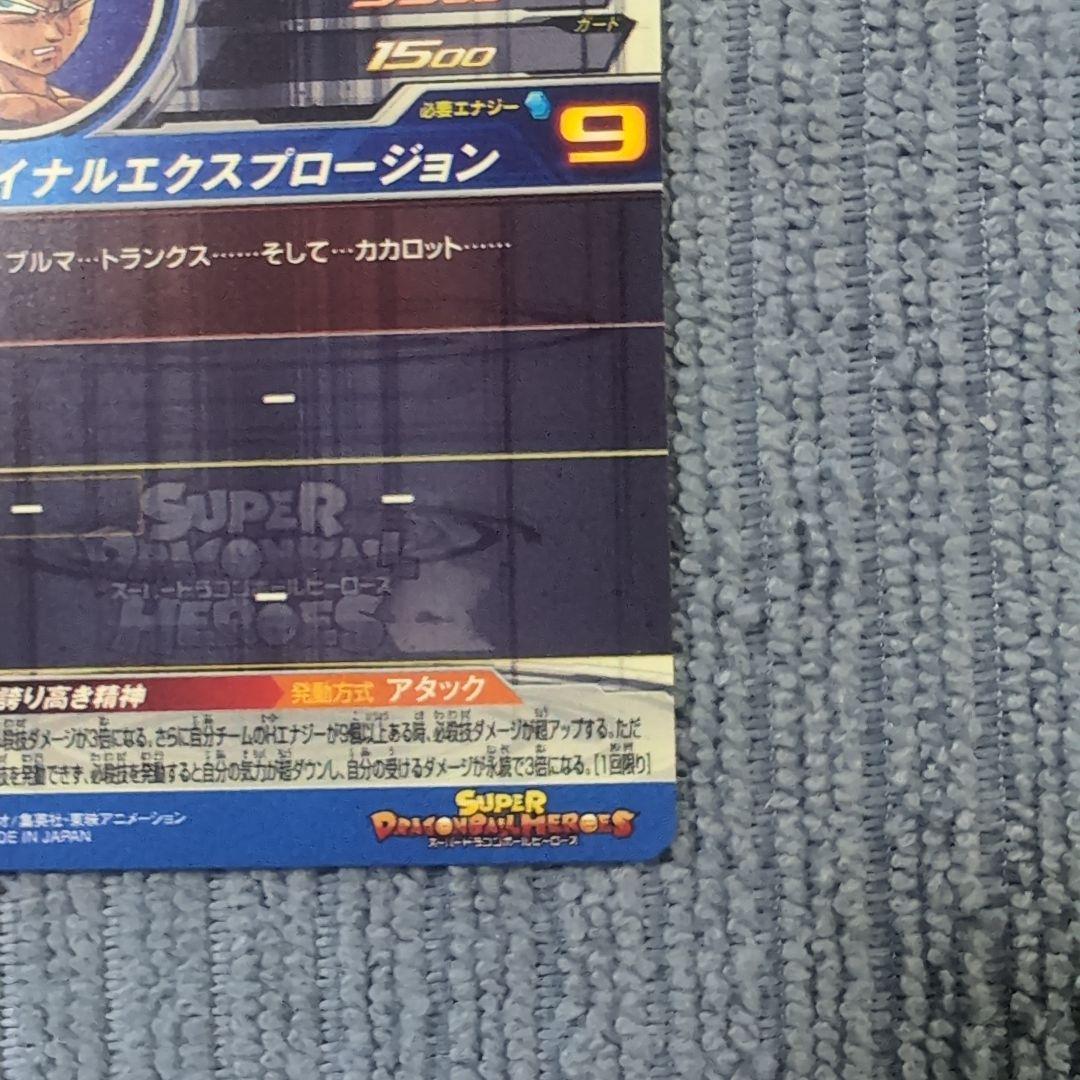 ガード
1500
必要エナジー 9
イナルエクスプロージョン
ブルマ…トランクス……そして…カカロット……
SUPER
DRAGONBALL
スーパードラゴンボールヒーローズ
HEROES
誇り高き精神 発動方式 アタック
必殺技ダメージが3倍になる。さらに自分チームのHエナジーが9個以上ある時、必殺技ダメージが超アップする。ただ
技を発動できず、必殺技を発動すると自分の気力が超ダウンし、自分の受けるダメージが永続で3倍になる。[1回限り]
オ/集英社・東映アニメーション
DE IN JAPAN
SUPER
DRAGONBALL HEROES
スーパードラゴンボールヒーローズ